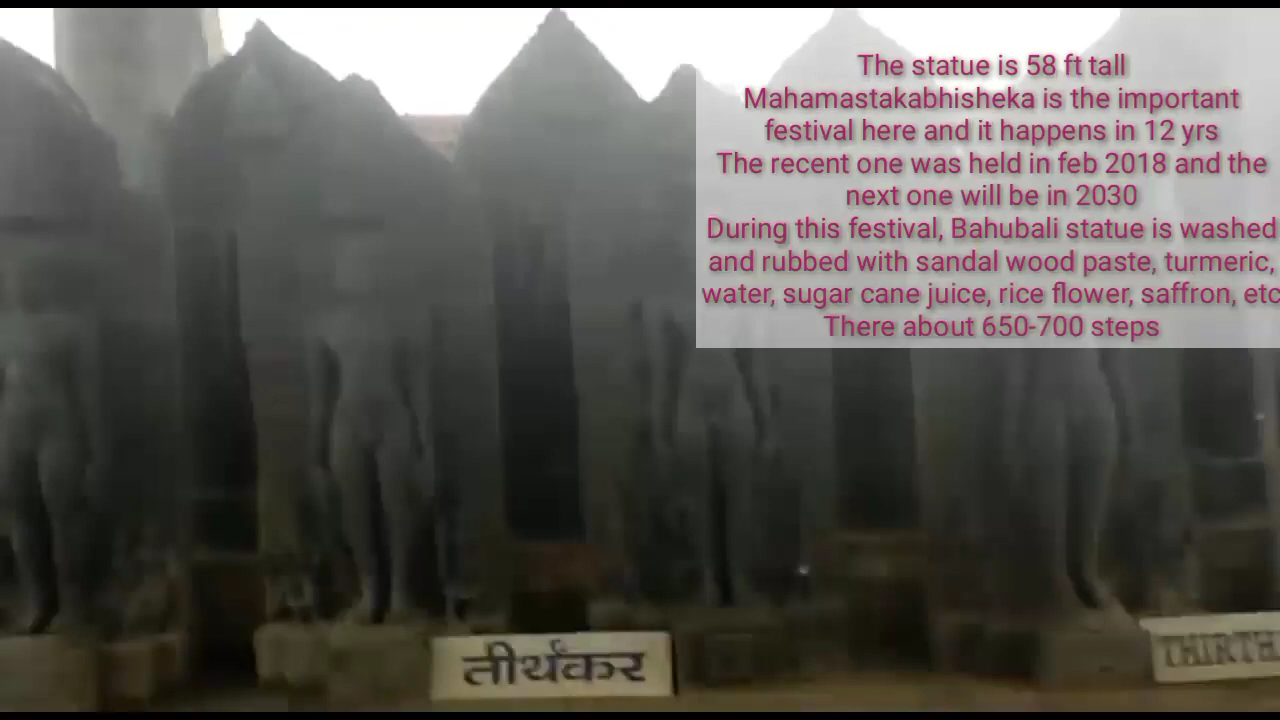 The statue is 58 ft tall
Mahamastakabhisheka is the important
festival here and it happens in 12 yrs
The recent one was held in feb 2018 and the
next one will be in 2030
During this festival, Bahubali statue is washed
and rubbed with sandal wood paste, turmeric,
water, sugar cane juice, rice flower, saffron, etc
There about 650-700 steps
तीर्थंकर
THIRTH